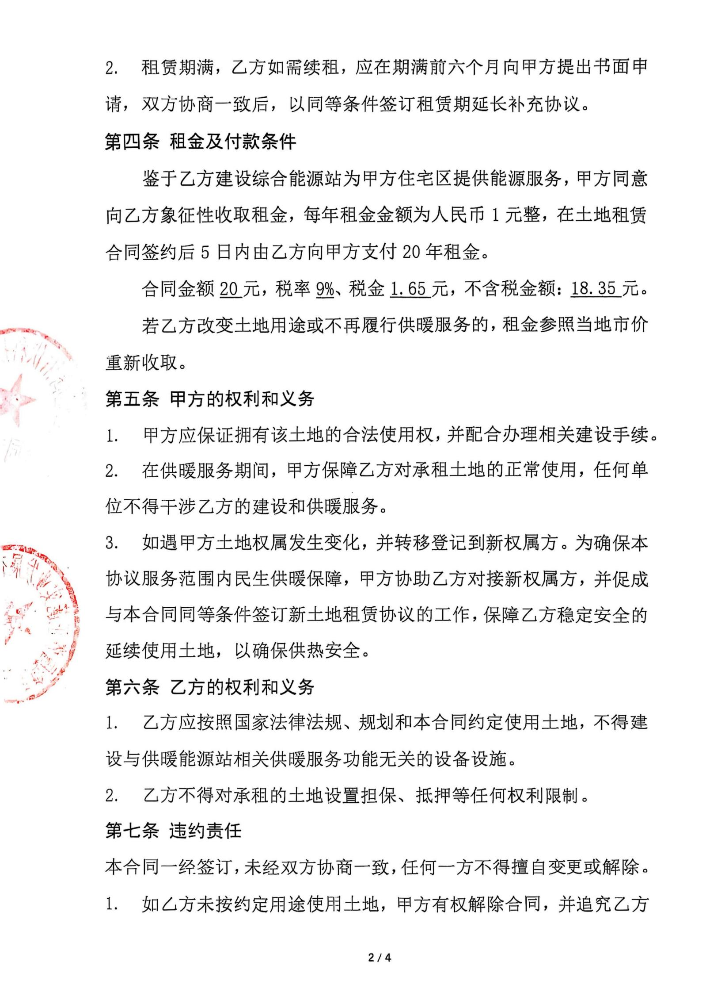 2. 租赁期满，乙方如需续租，应在期满前六个月向甲方提出书面申
请，双方协商一致后，以同等条件签订租赁期延长补充协议。
第四条 租金及付款条件
鉴于乙方建设综合能源站为甲方住宅区提供能源服务，甲方同意
向乙方象征性收取租金，每年租金金额为人民币 1 元整，在土地租赁
合同签约后 5 日内由乙方向甲方支付 20 年租金。
合同金额 20 元，税率 9%、税金 1.65 元，不含税金额：18.35 元。
若乙方改变土地用途或不再履行供暖服务的，租金参照当地市价
重新收取。
第五条 甲方的权利和义务
1. 甲方应保证拥有该土地的合法使用权，并配合办理相关建设手续。
2. 在供暖服务期间，甲方保障乙方对承租土地的正常使用，任何单
位不得干涉乙方的建设和供暖服务。
3. 如遇甲方土地权属发生变化，并转移登记到新权属方。为确保本
协议服务范围内民生供暖保障，甲方协助乙方对接新权属方，并促成
与本合同同等条件签订新土地租赁协议的工作，保障乙方稳定安全的
延续使用土地，以确保供热安全。
第六条 乙方的权利和义务
1. 乙方应按照国家法律法规、规划和本合同约定使用土地，不得建
设与供暖能源站相关供暖服务功能无关的设备设施。
2. 乙方不得对承租的土地设置担保、抵押等任何权利限制。
第七条 违约责任
本合同一经签订，未经双方协商一致，任何一方不得擅自变更或解除。
1. 如乙方未按约定用途使用土地，甲方有权解除合同，并追究乙方
2 / 4